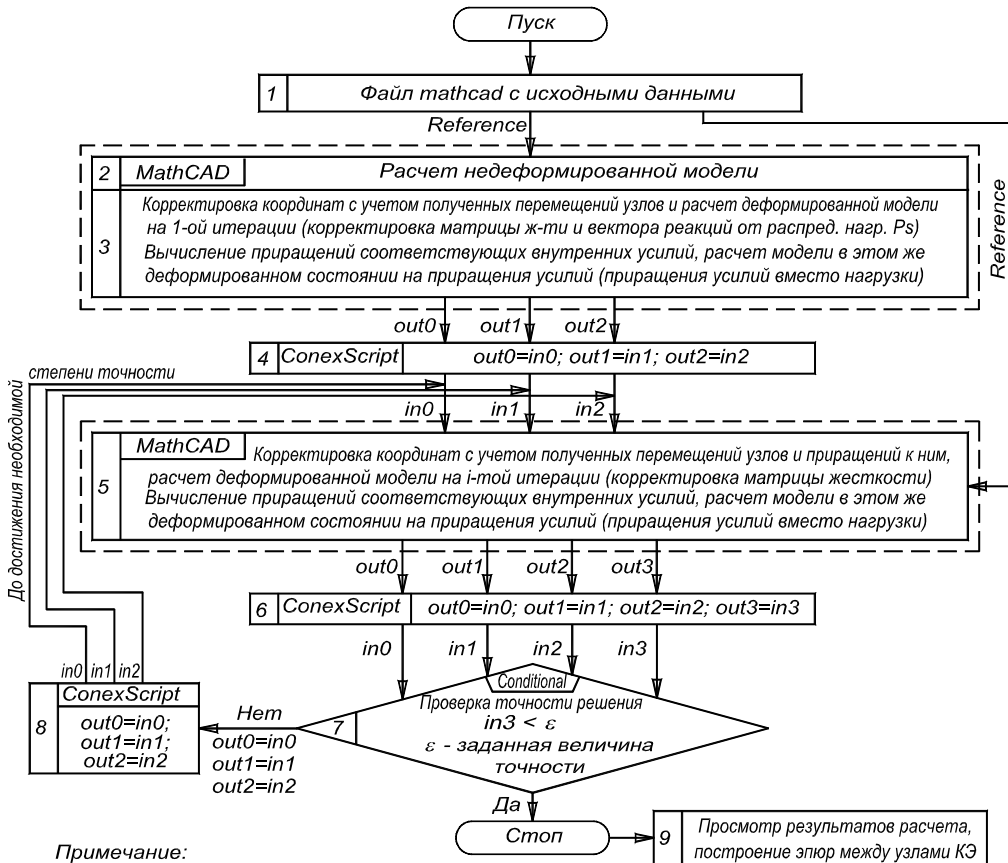 Пуск
1 Файл mathcad с исходными данными
Reference
Reference
2 MathCAD Расчет недеформированной модели
3
Корректировка координат с учетом полученных перемещений узлов и расчет деформированной модели
на 1-ой итерации (корректировка матрицы ж-ти и вектора реакций от распред. нагр. Ps)
Вычисление приращений соответствующих внутренних усилий, расчет модели в этом же
деформированном состоянии на приращения усилий (приращения усилий вместо нагрузки)
out0 out1 out2
4 ConexScript out0=in0; out1=in1; out2=in2
До достижения необходимой
степени точности
in0 in1 in2
5 MathCAD
Корректировка координат с учетом полученных перемещений узлов и приращений к ним,
расчет деформированной модели на i-той итерации (корректировка матрицы жесткости)
Вычисление приращений соответствующих внутренних усилий, расчет модели в этом же
деформированном состоянии на приращения усилий (приращения усилий вместо нагрузки)
out0 out1 out2 out3
6 ConexScript out0=in0; out1=in1; out2=in2; out3=in3
in0 in1 in2 in3
7 Conditional
Проверка точности решения
in3 < ε
ε - заданная величина
точности
Нет
out0=in0
out1=in1
out2=in2
in0 in1 in2
8 ConexScript
out0=in0;
out1=in1;
out2=in2
Да
Стоп
9 Просмотр результатов расчета,
построение эпюр между узлами КЭ
Примечание: